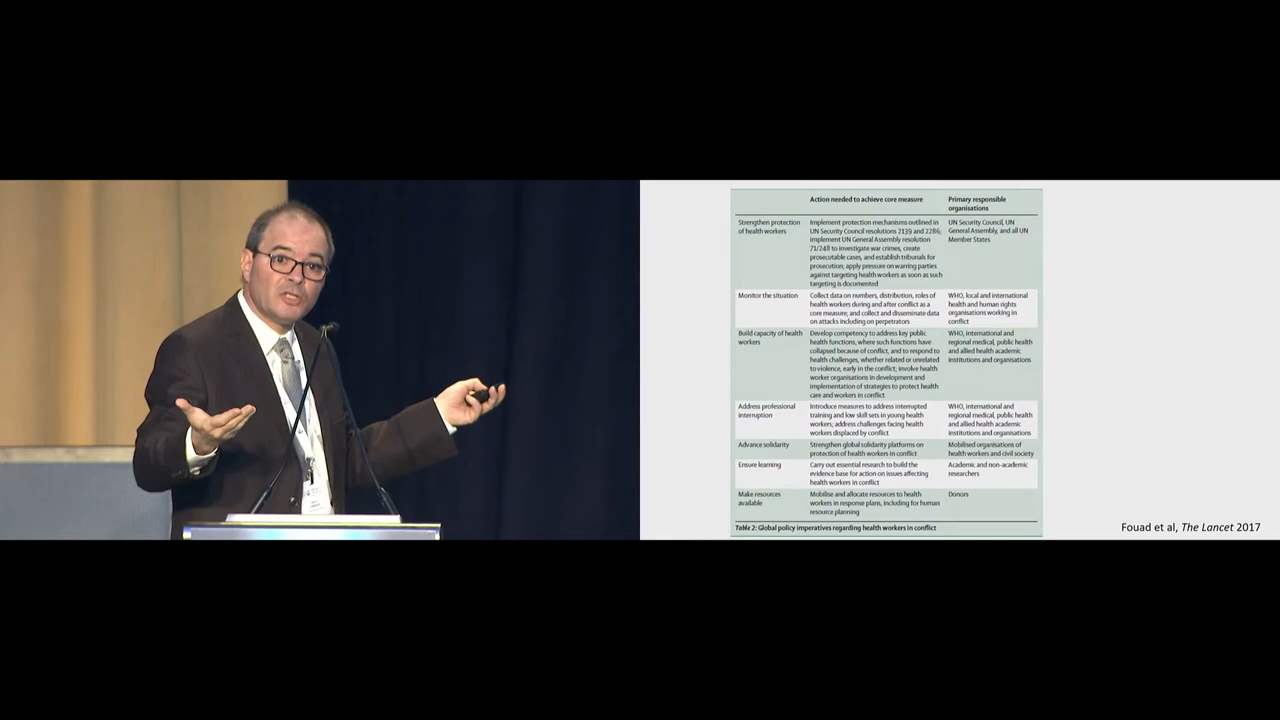 Action needed to achieve core measure
Primary responsible
organisations
Strengthen protection
of health workers
Implement protection mechanisms outlined in
UN Security Council resolutions 2139 and 2286;
implement UN General Assembly resolution
71/248 to investigate war crimes, create
prosecutable cases, and establish tribunals for
prosecution; apply pressure on warring parties
against targeting health workers as soon as such
targeting is documented
UN Security Council, UN
General Assembly, and all UN
Member States
Monitor the situation
Collect data on numbers, distribution, roles of
health workers during and after conflict as a
core measure; and collect and disseminate data
on attacks including on perpetrators
WHO, local and international
health and human rights
organisations working in
conflict
Build capacity of health
workers
Develop competency to address key public
health functions, where such functions have
collapsed because of conflict, and to respond to
health challenges, whether related or unrelated
to violence, early in the conflict; involve health
worker organisations in development and
implementation of strategies to protect health
care and workers in conflict
WHO, international and
regional medical, public health
and allied health academic
institutions and organisations
Address professional
interruption
Introduce measures to address interrupted
training and low skill sets in young health
workers; address challenges facing health
workers displaced by conflict
WHO, international and
regional medical, public health
and allied health academic
institutions and organisations
Advance solidarity
Strengthen global solidarity platforms on
protection of health workers in conflict
Mobilised organisations of
health workers and civil society
Ensure learning
Carry out essential research to build the
evidence base for action on issues affecting
health workers in conflict
Academic and non-academic
researchers
Make resources
available
Mobilise and allocate resources to health
workers in response plans, including for human
resource planning
Donors
Table 2: Global policy imperatives regarding health workers in conflict
Fouad et al, The Lancet 2017